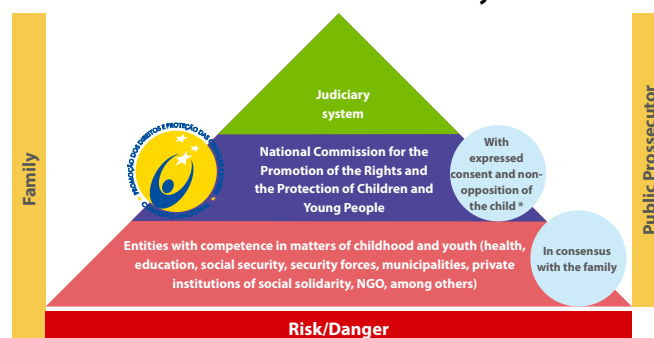 Judiciary
system
Family
National Commission for the
Promotion of the Rights and
the Protection of Children and
Young People
With
expressed
consent and non-
opposition of
the child *
Public Prossecutor
Entities with competence in matters of childhood and youth (health,
education, social security, security forces, municipalities, private
institutions of social solidarity, NGO, among others)
In consensus
with the family
Risk/Danger